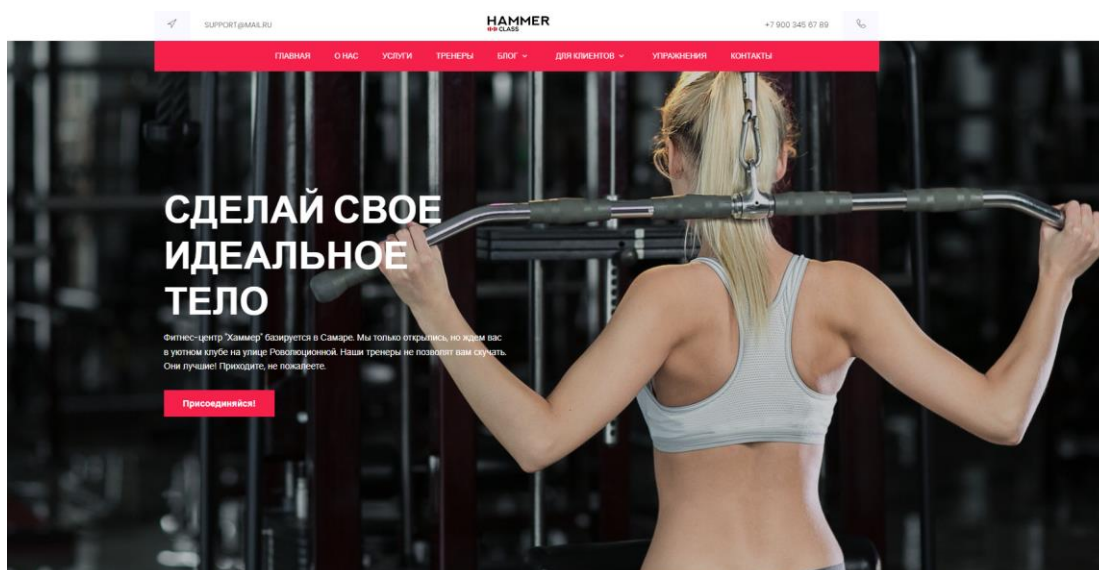 SUPPORT@MAIL.RU
HAMMER
CLASS
+7 900 345 67 89
ГЛАВНАЯ О НАС УСЛУГИ ТРЕНЕРЫ БЛОГ ДЛЯ КЛИЕНТОВ УПРАЖНЕНИЯ КОНТАКТЫ
СДЕЛАЙ СВОЕ
ИДЕАЛЬНОЕ
ТЕЛО
Фитнес-центр "Хаммер" базируется в Самаре. Мы только открылись, но ждем вас
в уютном клубе на улице Роволюционной. Наши тренеры не позволят вам скучать.
Они лучшие! Приходите, не пожалеете.
Присоединяйся!